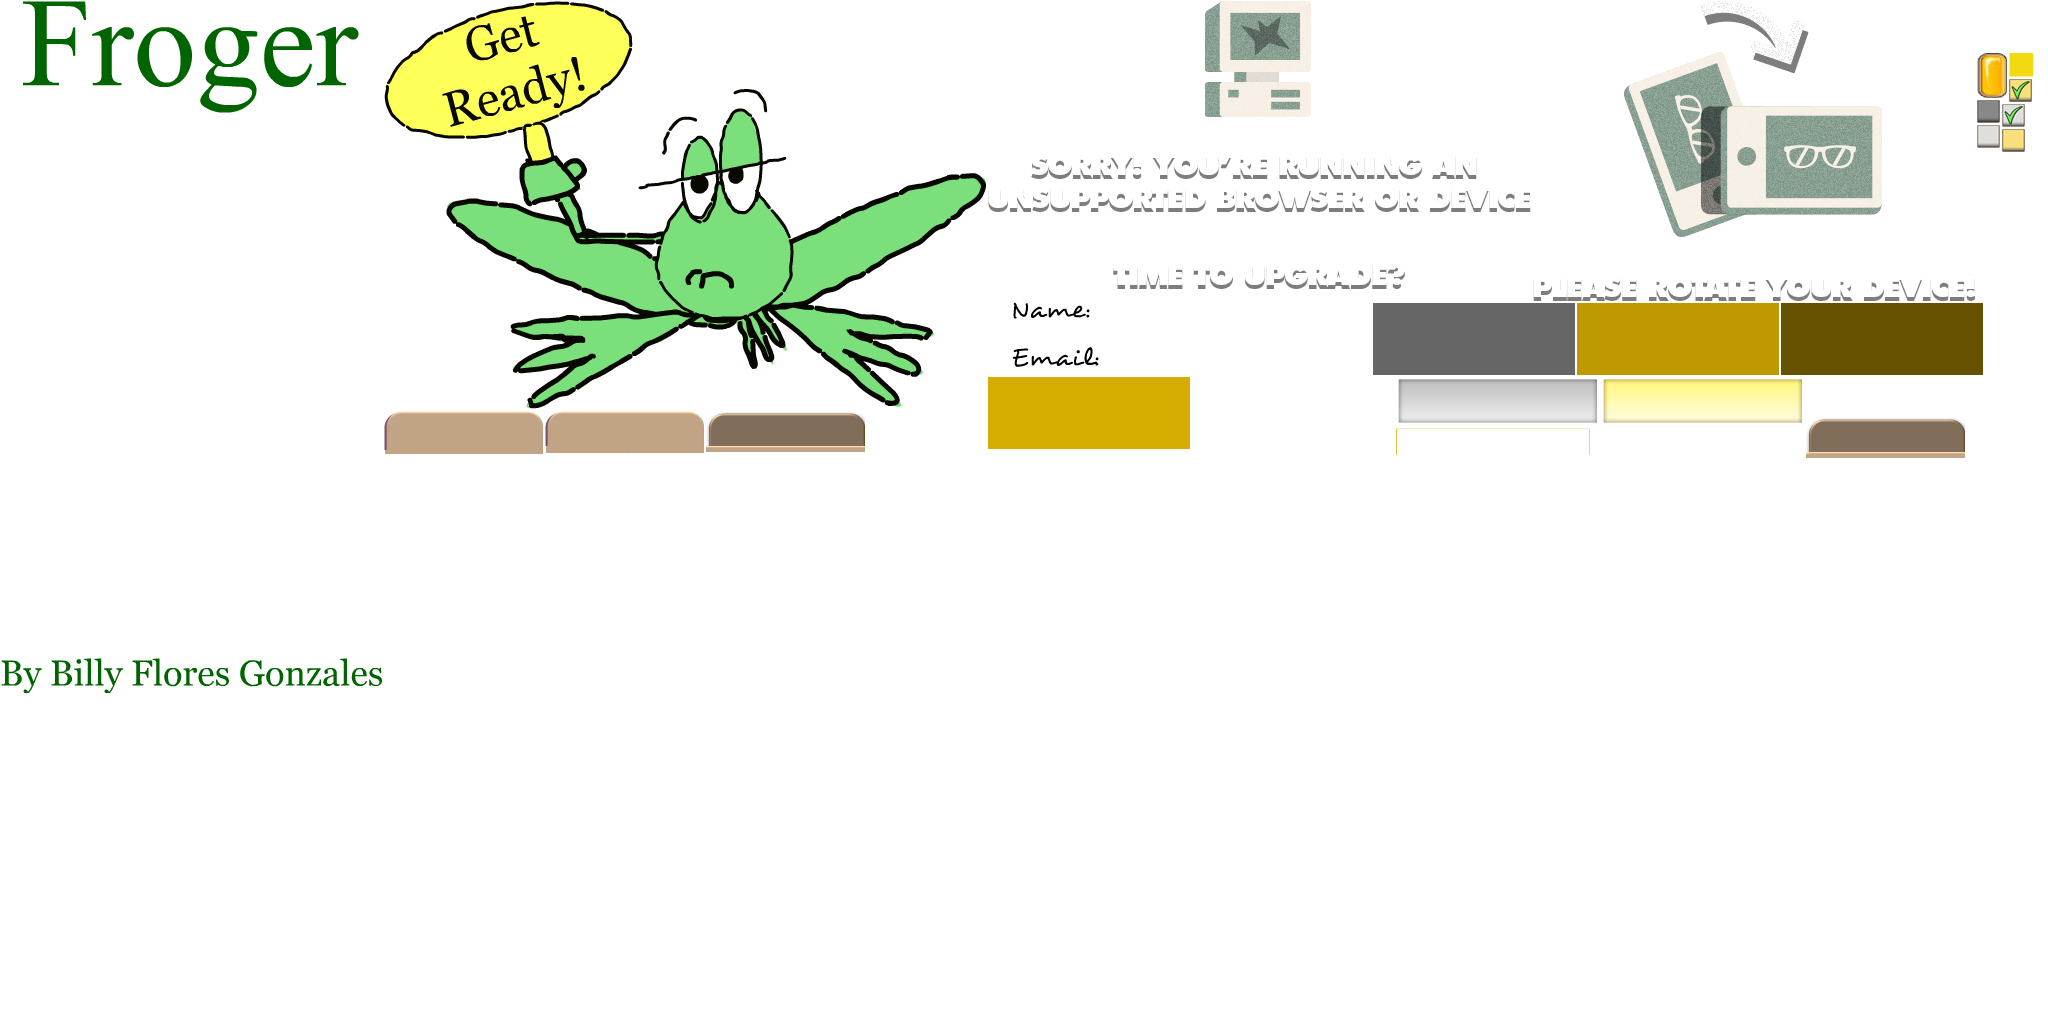 Froger
Get
Ready!
SORRY: YOU'RE RUNNING AN
UNSUPPORTED BROWSER OR DEVICE
TIME TO UPGRADE?
PLEASE ROTATE YOUR DEVICE!
Name:
Email:
By Billy Flores Gonzales